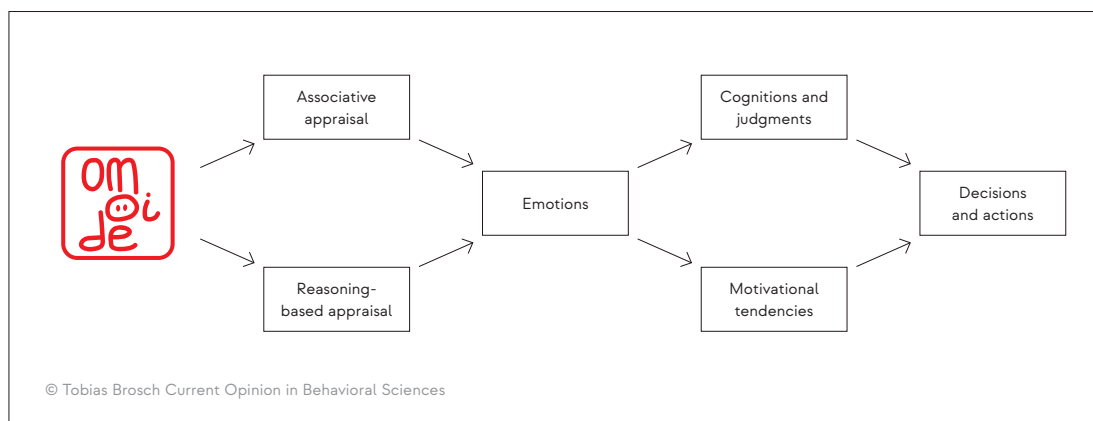 om
oi
de
Associative
appraisal
Reasoning-
based appraisal
Emotions
Cognitions and
judgments
Motivational
tendencies
Decisions
and actions
© Tobias Brosch Current Opinion in Behavioral Sciences